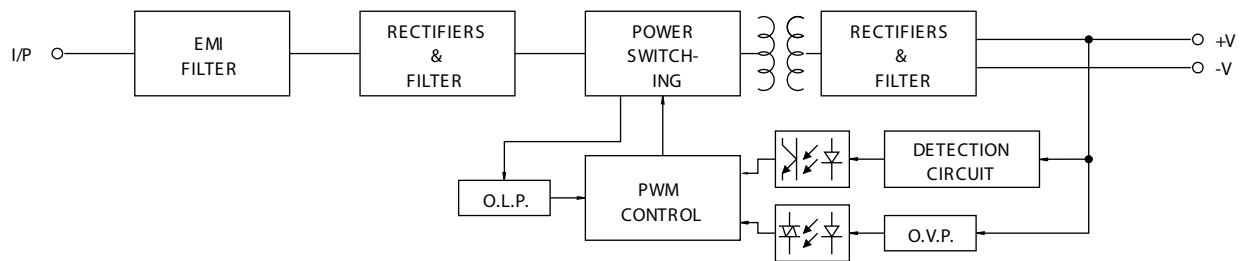 I/P
EMI
FILTER
RECTIFIERS
&
FILTER
POWER
SWITCH-
ING
RECTIFIERS
&
FILTER
+V
-V
O.L.P.
PWM
CONTROL
DETECTION
CIRCUIT
O.V.P.